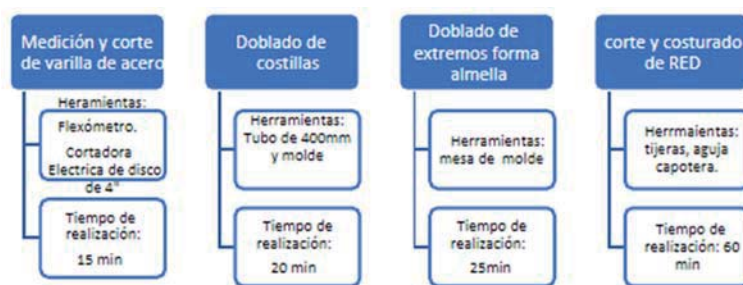 Medición y corte
de varilla de acero
Heramientas:
Flexómetro.
Cortadora
Electrica de disco
de 4"
Tiempo de
realización:
15 min
Doblado de
costillas
Herramientas:
Tubo de 400mm
y molde
Tiempo de
realización:
20 min
Doblado de
extremos forma
almella
Herramientas:
mesa de molde
Tiempo de
realización:
25min
corte y costurado
de RED
Herrmaientas:
tijeras, aguja
capotera.
Tiempo de
realización: 60
min